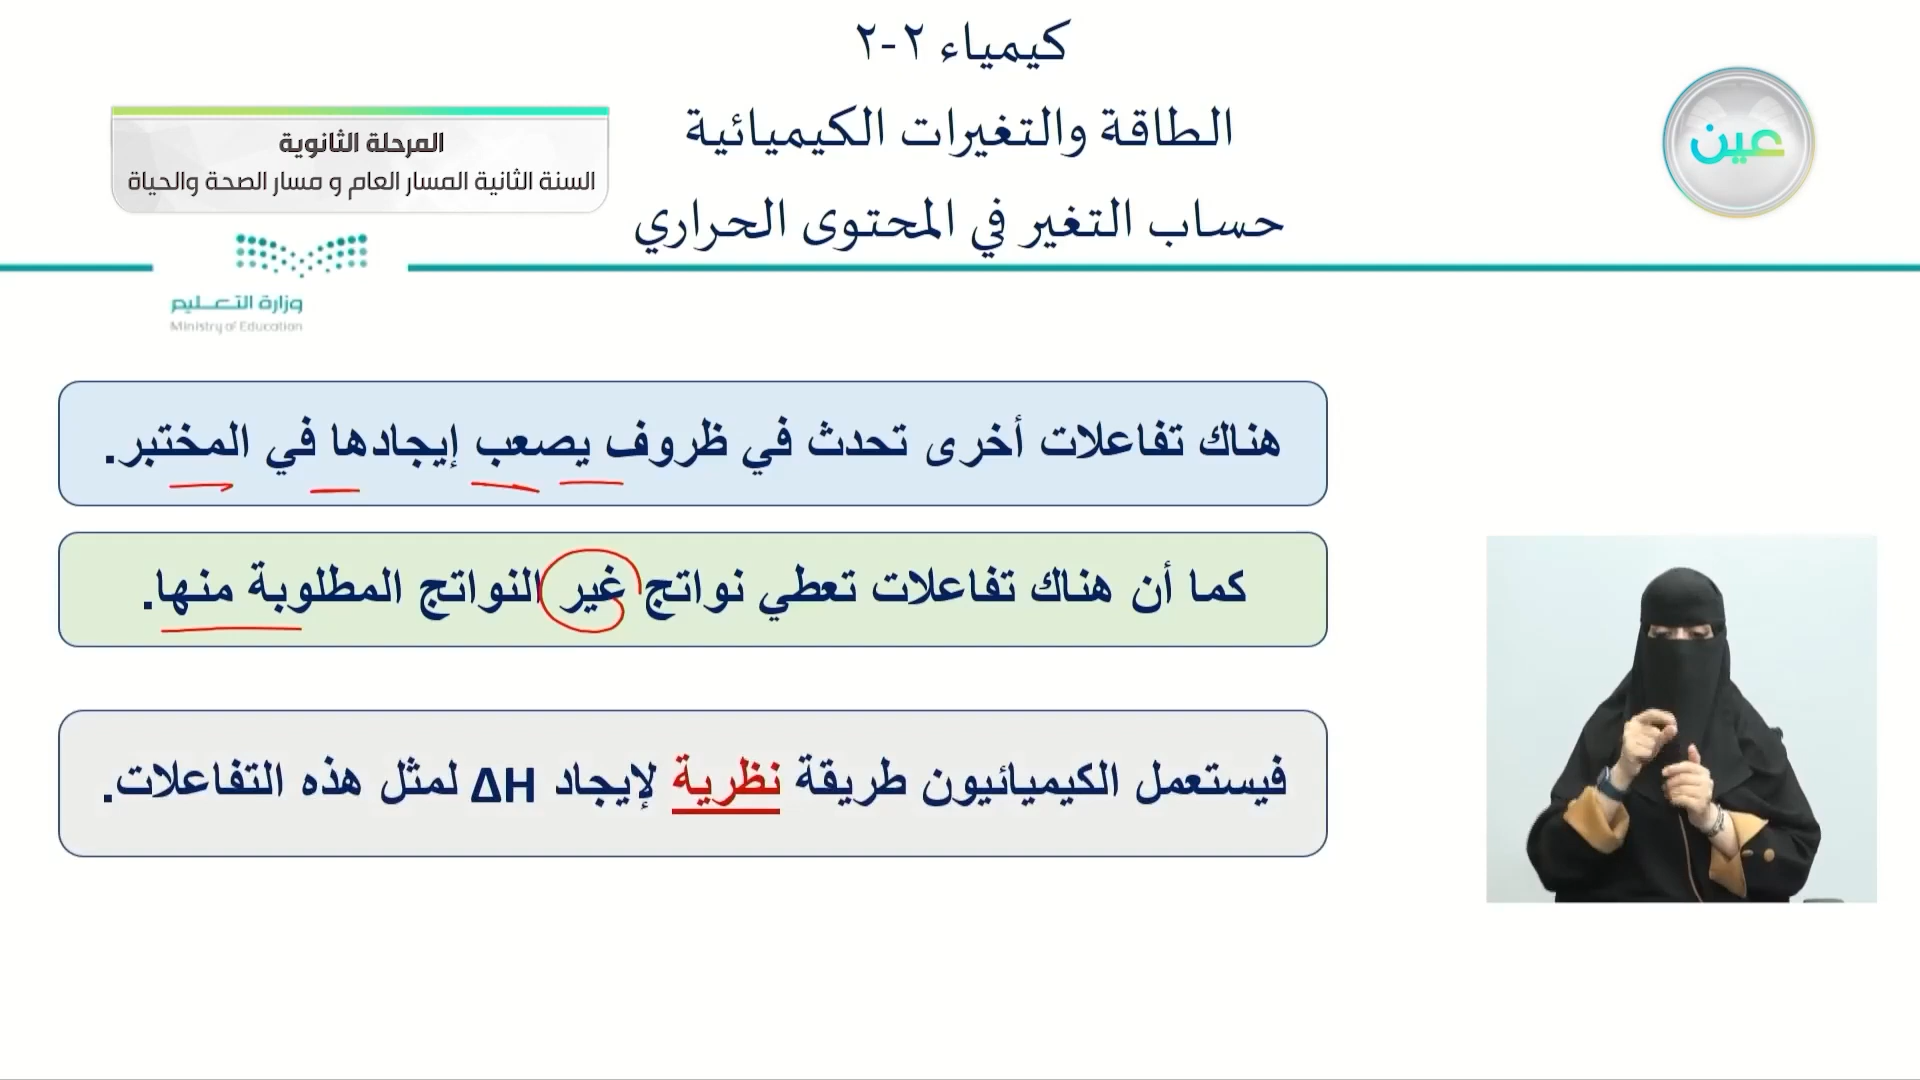 كيمياء ٢-٢
الطاقة والتغيرات الكيميائية
حساب التغير في المحتوى الحراري
عين
المرحلة الثانوية
السنة الثانية المسار العام و مسار الصحة والحياة
وزارة التعـــليم
Ministry of Education
هناك تفاعلات أخرى تحدث في ظروف يصعب إيجادها في المختبر.
كما أن هناك تفاعلات تعطي نواتج غير النواتج المطلوبة منها.
فيستعمل الكيميائيون طريقة نظرية لإيجاد ΔH لمثل هذه التفاعلات.